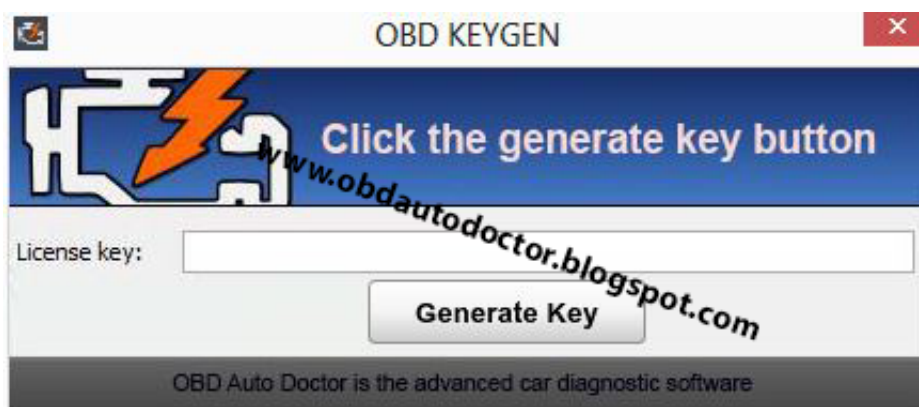 OBD KEYGEN
Click the generate key button
www.obdautodoctor.blogspot.com
License key:
Generate Key
OBD Auto Doctor is the advanced car diagnostic software